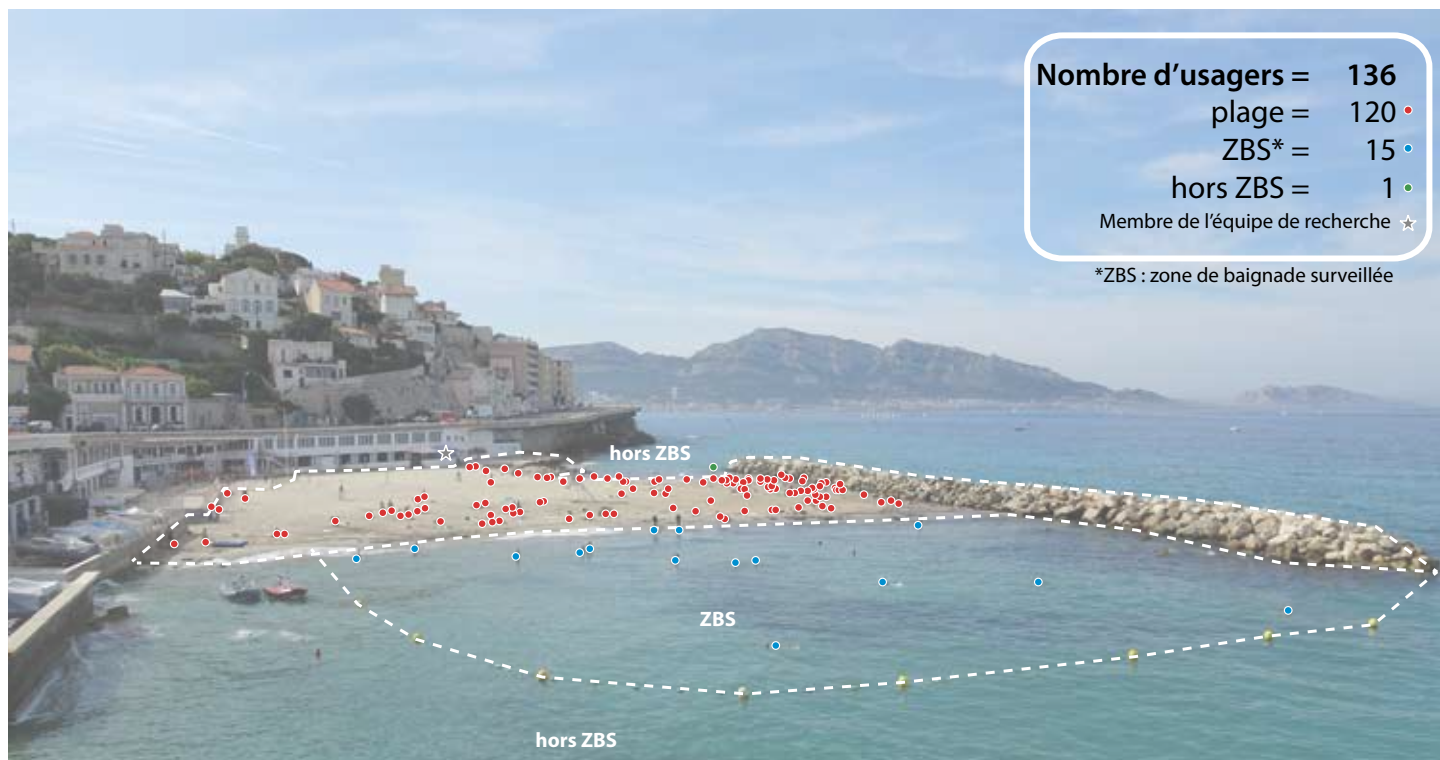 Nombre d’usagers = 136
plage = 120
ZBS* = 15
hors ZBS = 1
Membre de l’équipe de recherche
*ZBS : zone de baignade surveillée
hors ZBS
ZBS
hors ZBS